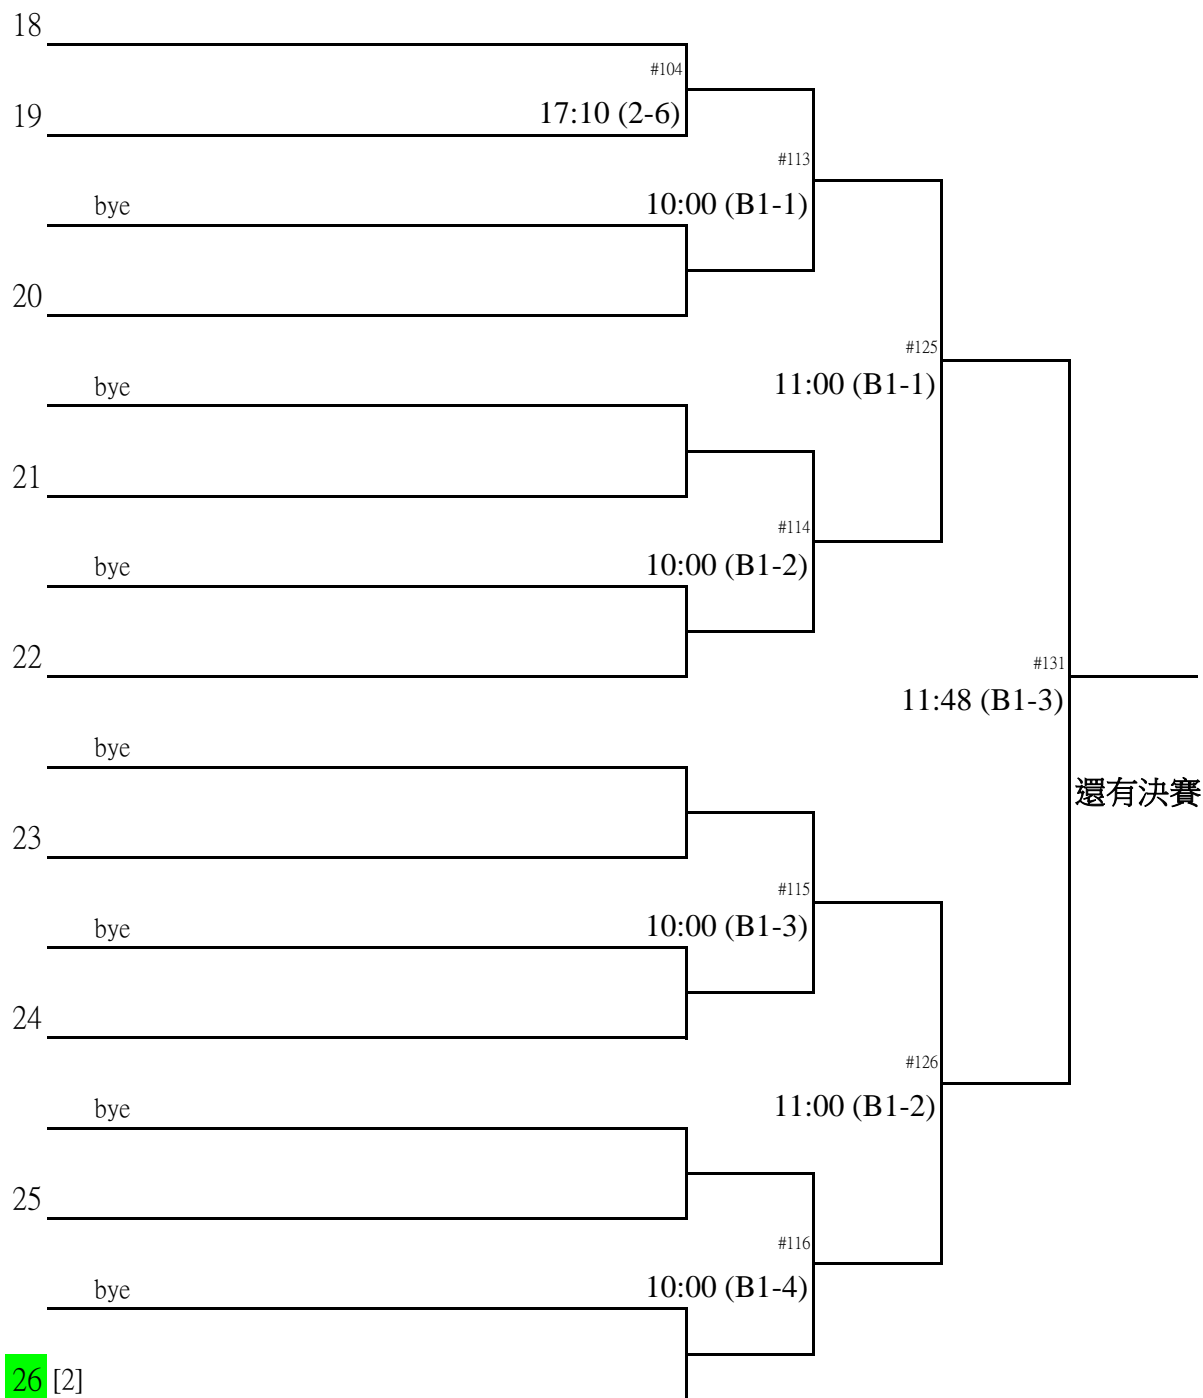 18
#104
19
17:10 (2-6)
#113
bye
10:00 (B1-1)
20
#125
bye
11:00 (B1-1)
21
#114
bye
10:00 (B1-2)
22
#131
11:48 (B1-3)
bye
還有決賽
23
#115
bye
10:00 (B1-3)
24
#126
bye
11:00 (B1-2)
25
#116
bye
10:00 (B1-4)
26 [2]